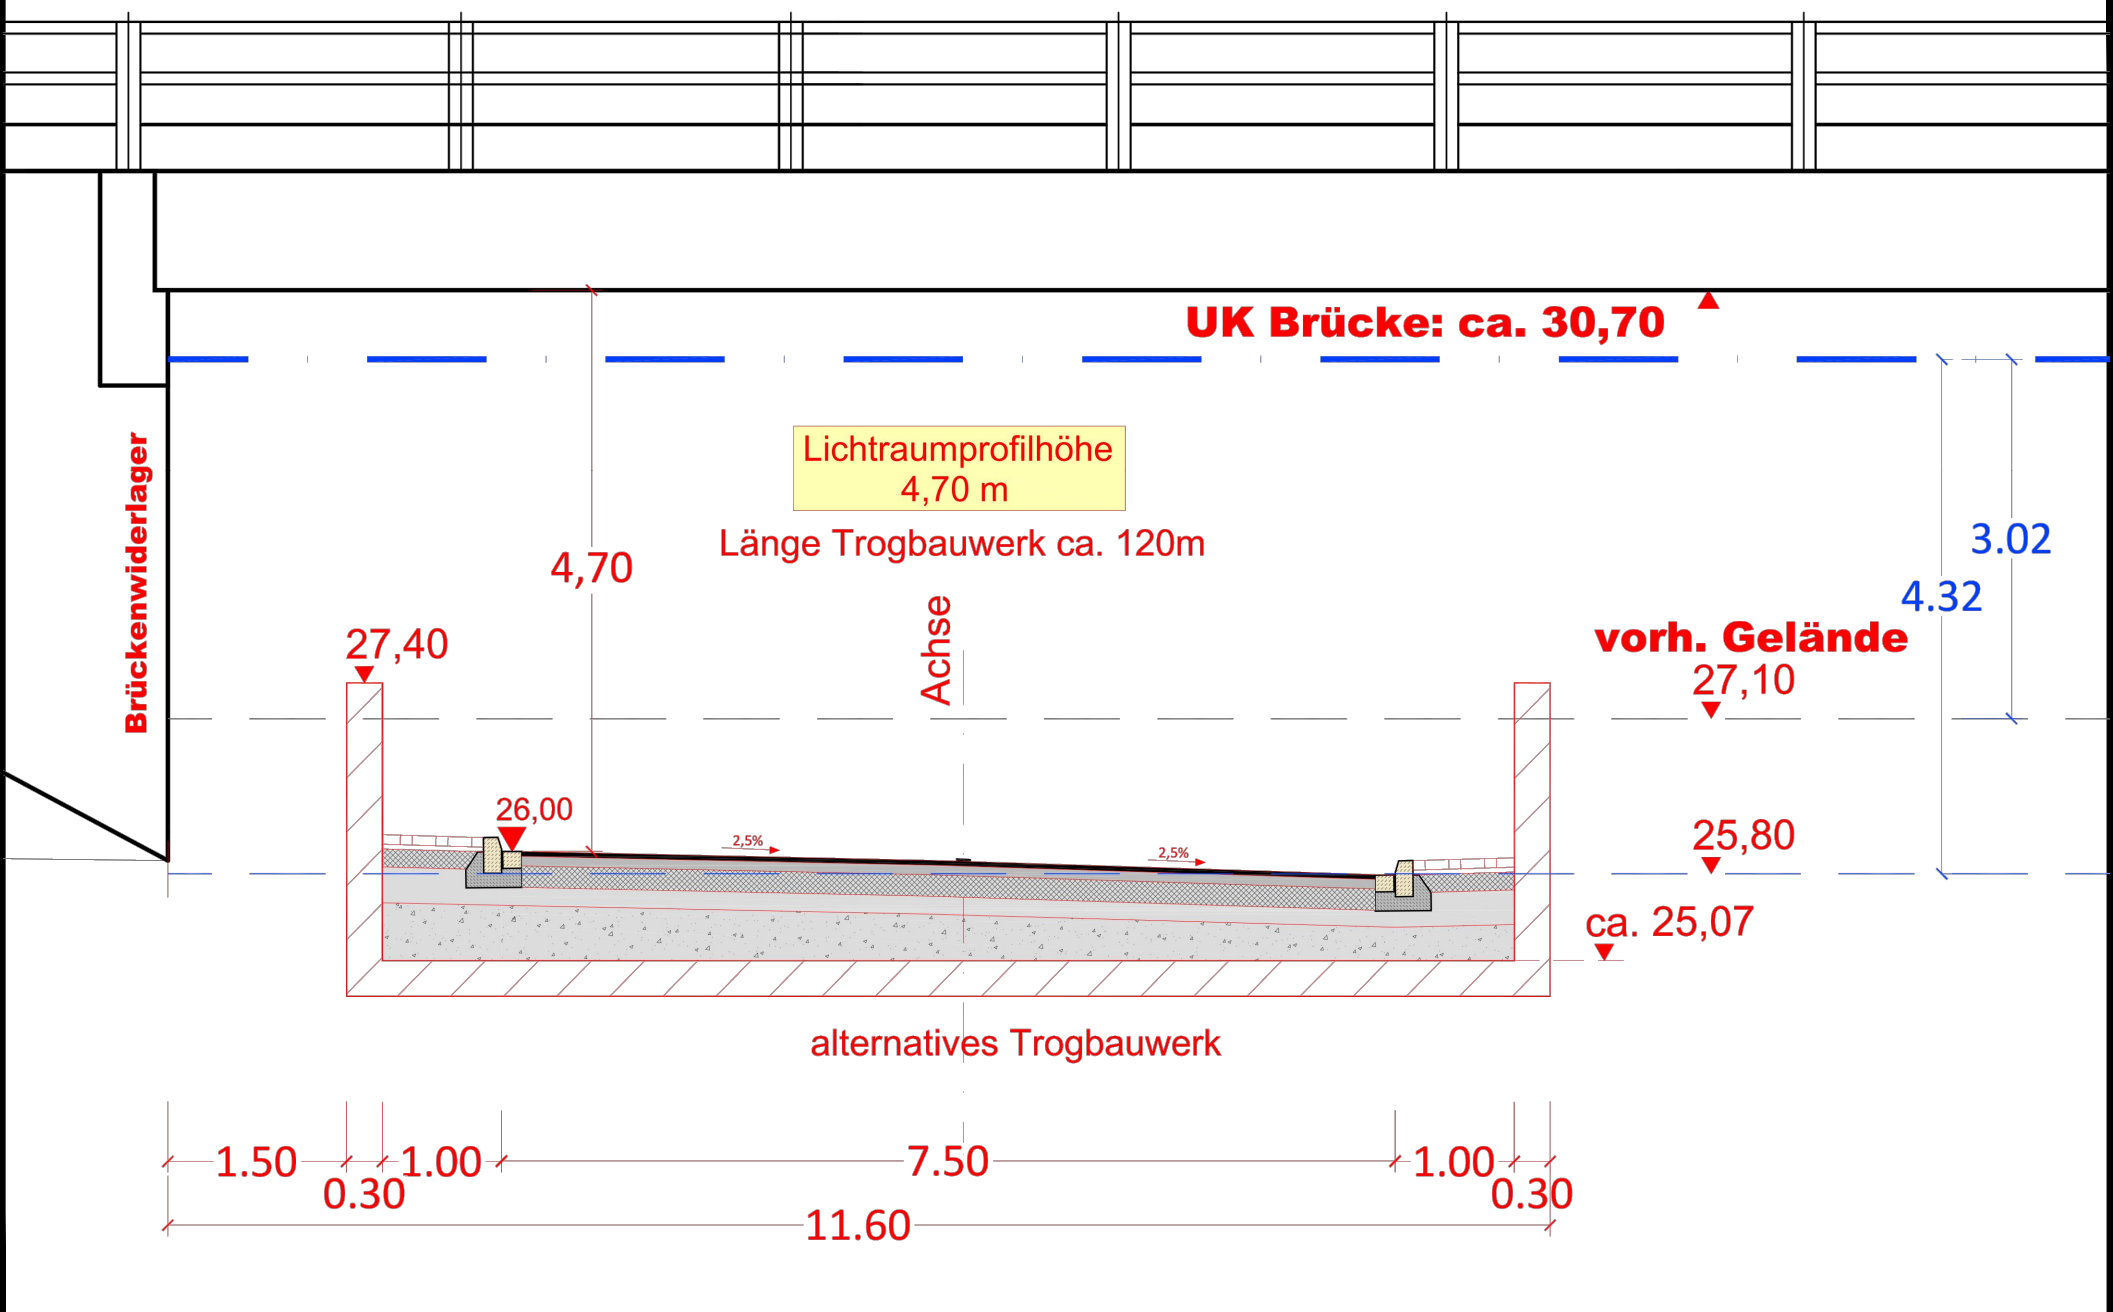 UK Brücke: ca. 30,70
Lichtraumprofilhöhe
4,70 m
Länge Trogbauwerk ca. 120m
4,70
3.02
4.32
Brückenwiderlager
Achse
27,40
vorh. Gelände
27,10
26,00
2,5%
2,5%
25,80
ca. 25,07
alternatives Trogbauwerk
1.50
1.00
7.50
1.00
0.30
0.30
11.60